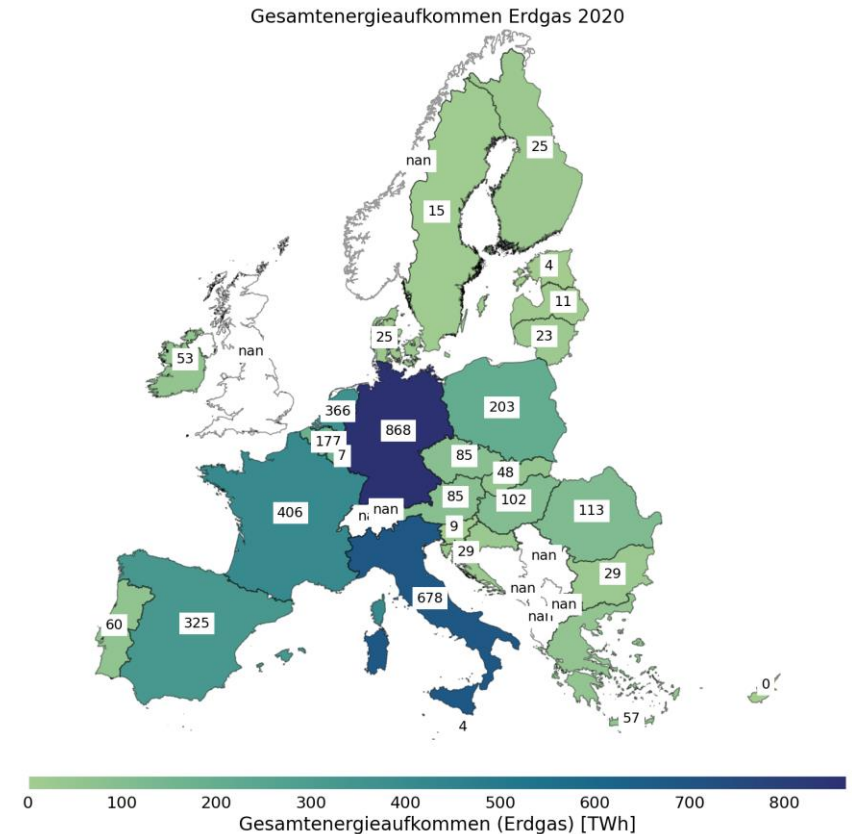 Gesamtenergieaufkommen Erdgas 2020
25
nan
15
4
11
25
23
nan
53
366
203
868
177
7
85
48
85
102
nan
406
113
9
29
nan
29
nan
678
nan
nan
60
325
0
57
4
0 100 200 300 400 500 600 700 800
Gesamtenergieaufkommen (Erdgas) [TWh]